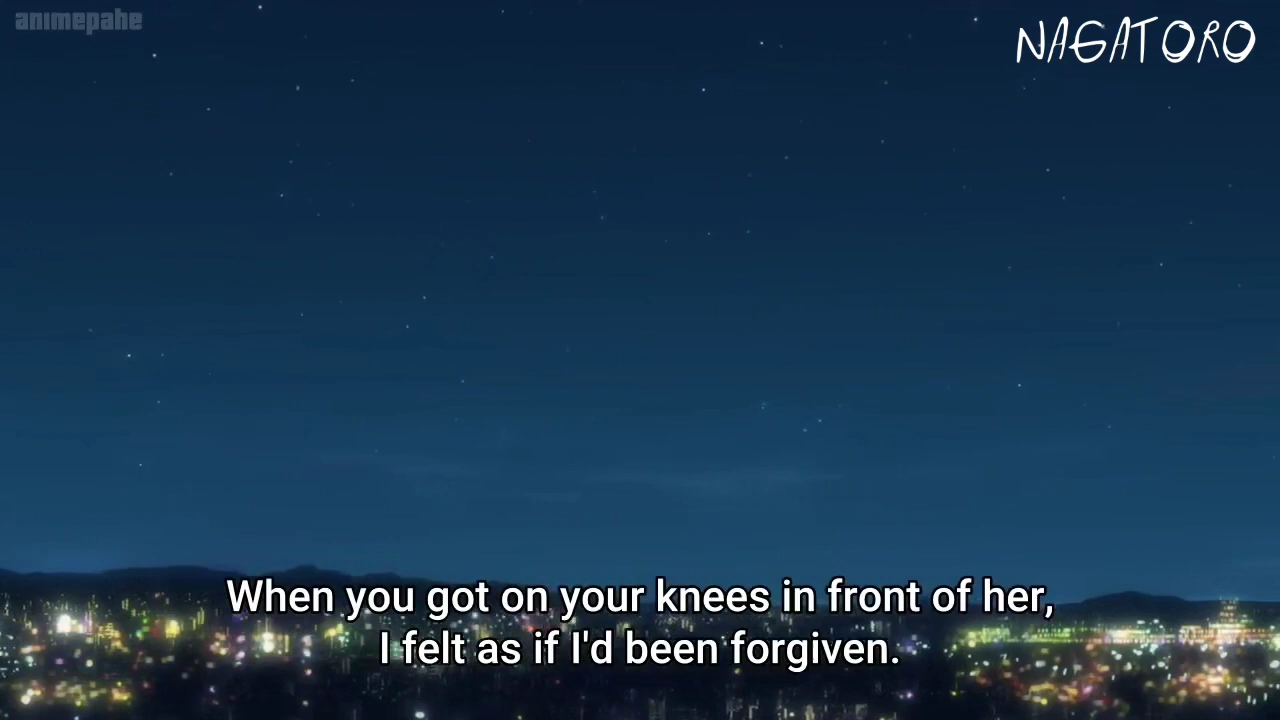 animepahe
NAGATORO
When you got on your knees in front of her,
I felt as if I'd been forgiven.